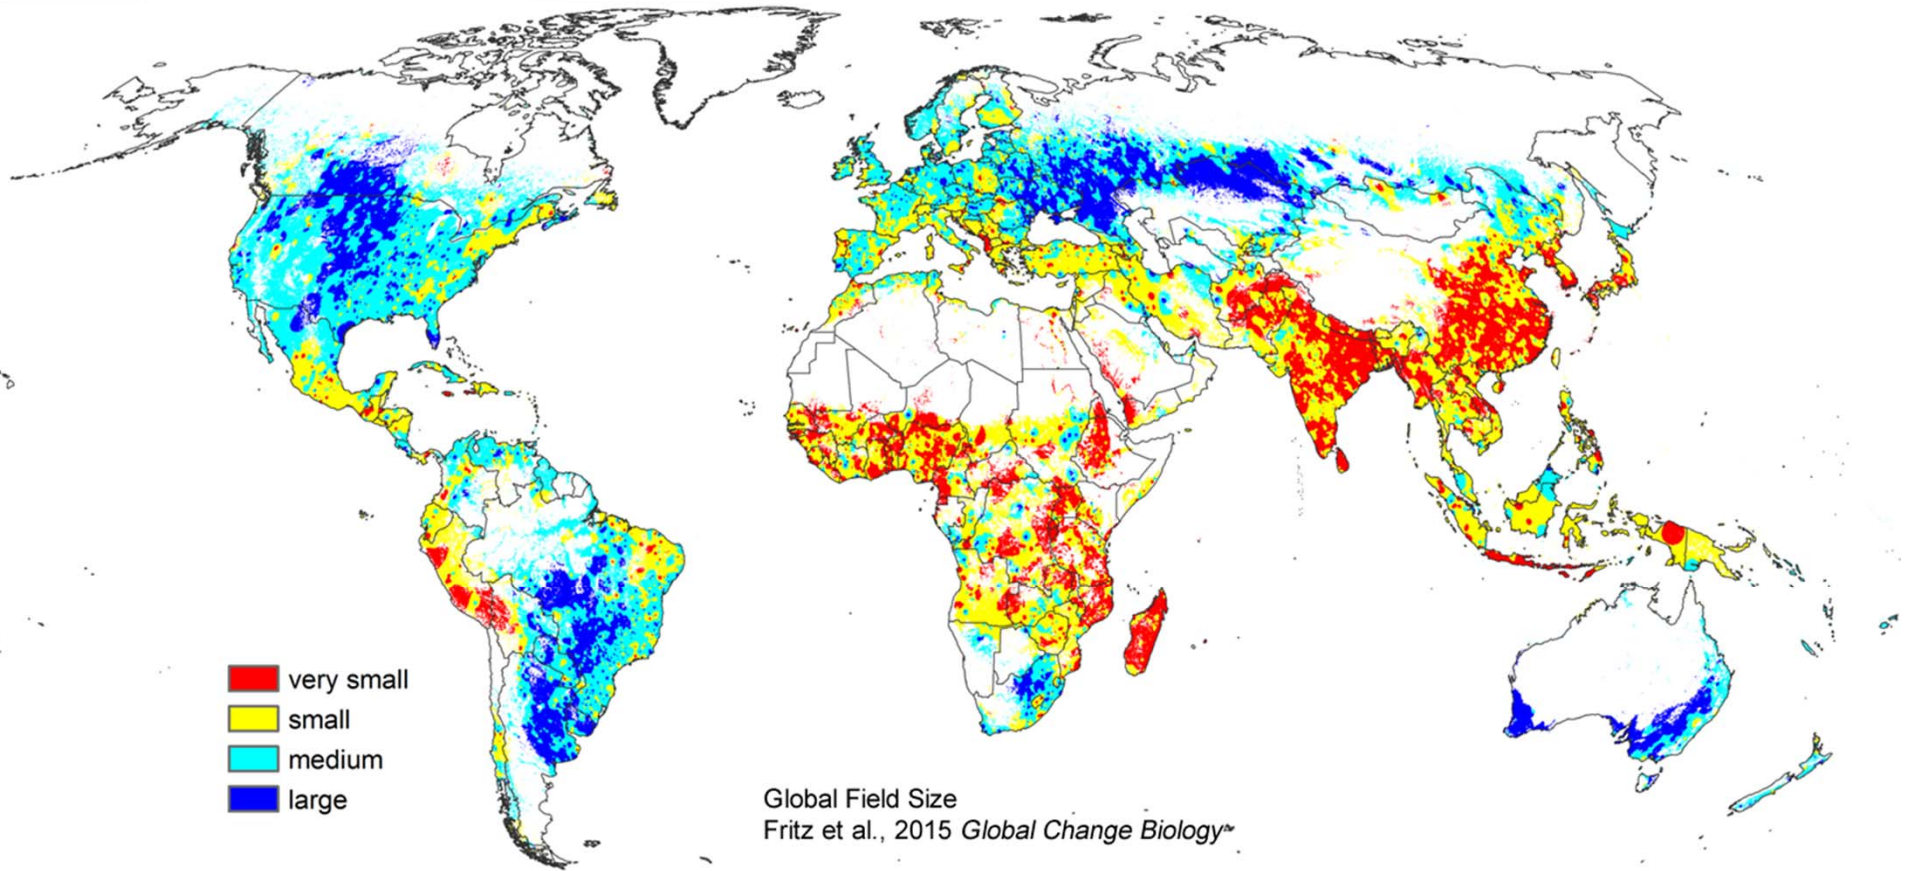 very small
small
medium
large
Global Field Size
Fritz et al., 2015 Global Change Biology